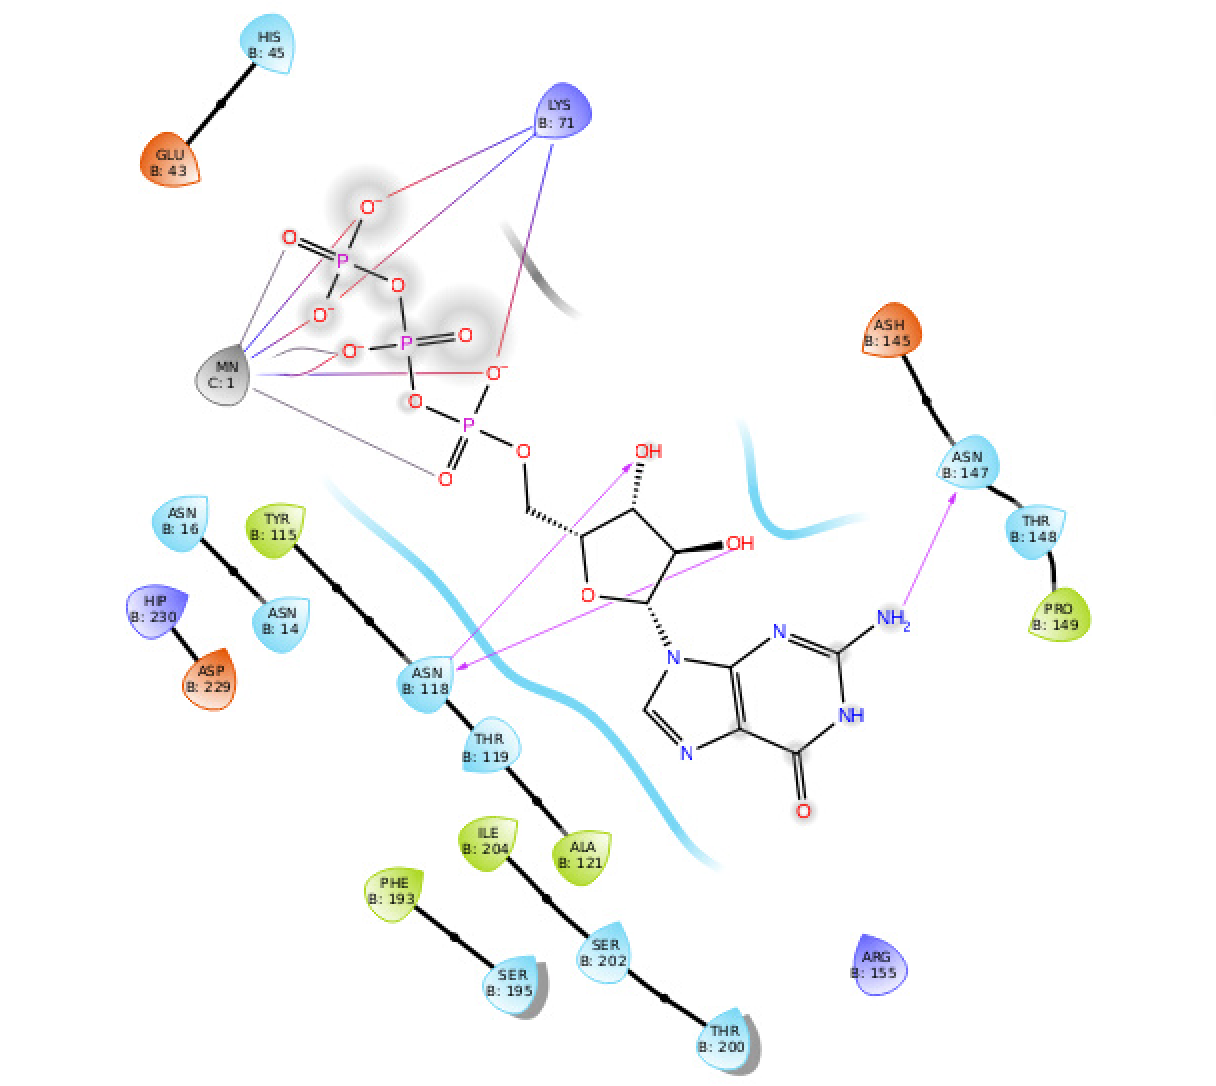 HIS
B: 45
GLU
B: 43
LYS
B: 71
O⁻
O
P
O
O⁻
O⁻
P
O
MN
C: 1
O⁻
O
P
O
O
OH
OH
O
ASH
B: 145
ASN
B: 147
THR
B: 148
PRO
B: 149
ASN
B: 16
TYR
B: 115
HIP
B: 230
ASN
B: 14
ASP
B: 229
ASN
B: 118
THR
B: 119
N
N
NH₂
NH
N
O
ILE
B: 204
ALA
B: 121
PHE
B: 193
SER
B: 202
SER
B: 195
ARG
B: 155
THR
B: 200